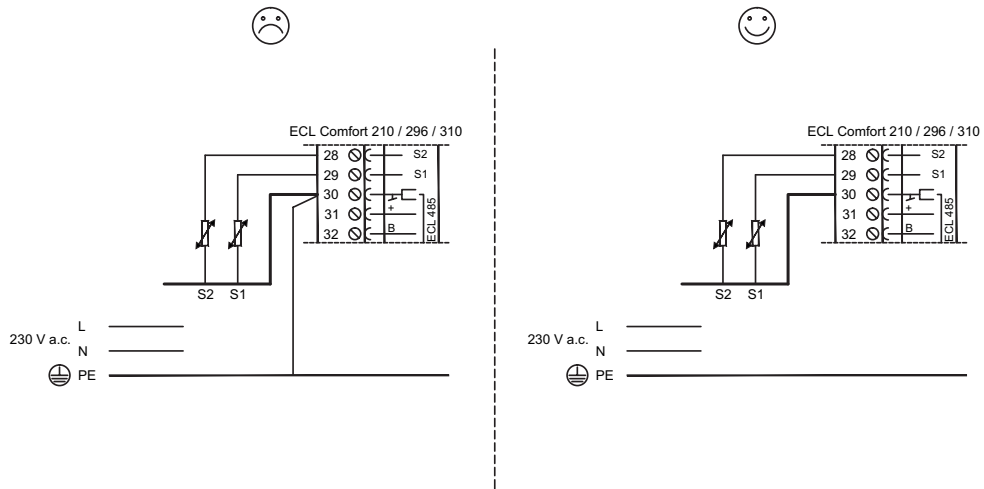 ECL Comfort 210 / 296 / 310
28 S2
29 S1
30
31 +
32 B
ECL 485
S2 S1
L
230 V a.c.
N
PE
ECL Comfort 210 / 296 / 310
28 S2
29 S1
30
31 +
32 B
ECL 485
S2 S1
L
230 V a.c.
N
PE